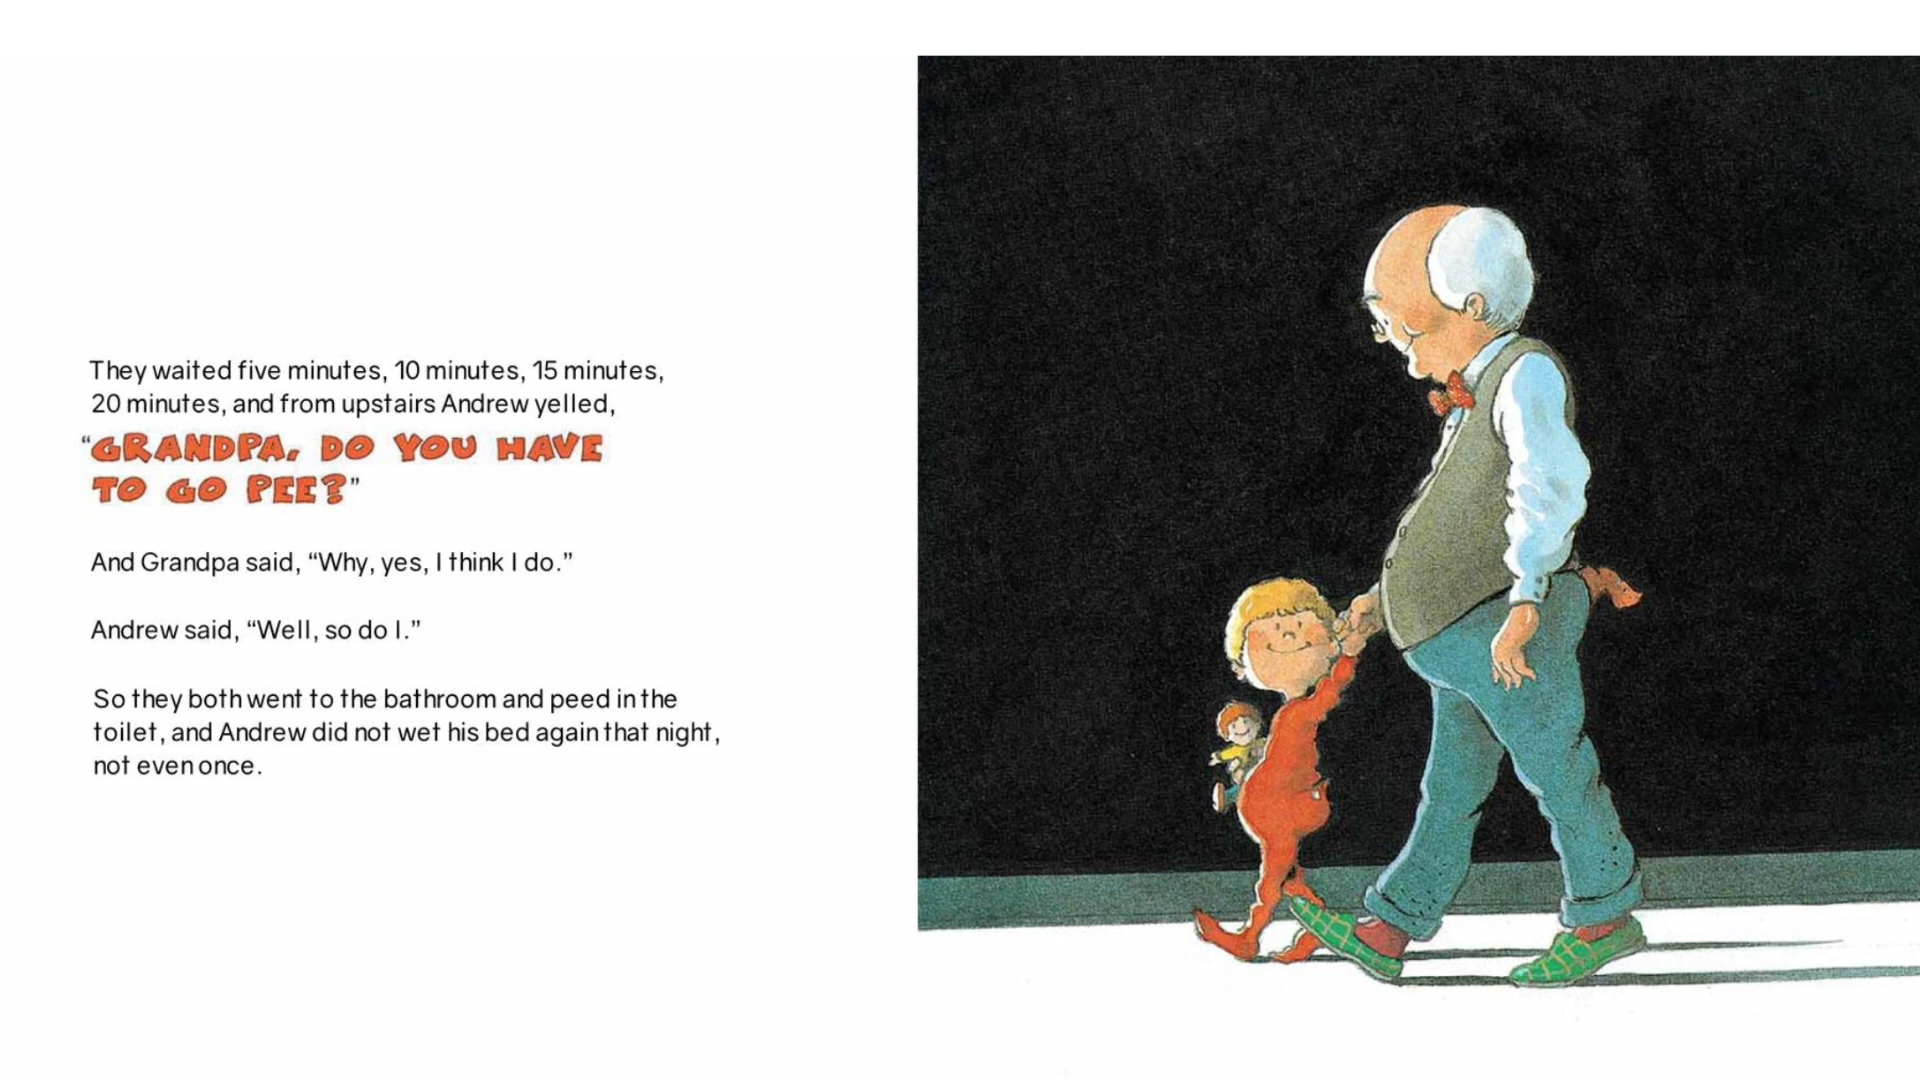 They waited five minutes, 10 minutes, 15 minutes,
20 minutes, and from upstairs Andrew yelled,
“GRANDPA, DO YOU HAVE
TO GO PEE?”
And Grandpa said, “Why, yes, I think I do.”
Andrew said, “Well, so do I.”
So they both went to the bathroom and peed in the
toilet, and Andrew did not wet his bed again that night,
not even once.